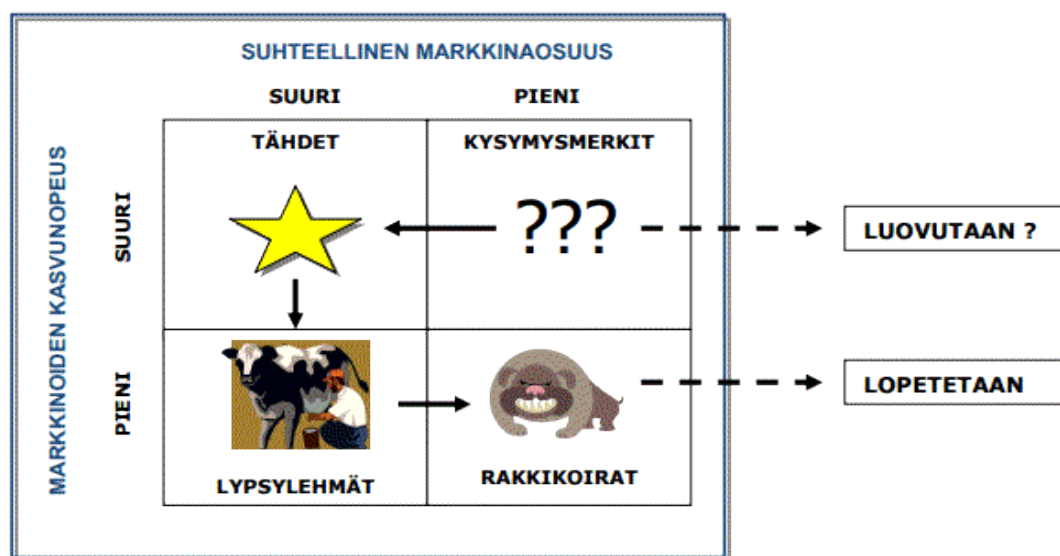 SUHTEELLINEN MARKKINAOSUUS
SUURI
PIENI
MARKKINOIDEN KASVUNOPEUS
SUURI
TÄHDET
KYSYMYSMERKIT
???
LUOVUTAAN ?
PIENI
LYPSYLEHMÄT
RAKKIKOIRAT
LOPETETAAN